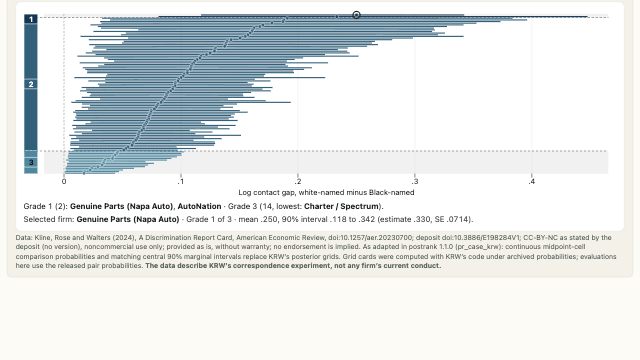 1
2
3
0
.1
.2
.3
.4
Log contact gap, white-named minus Black-named
Grade 1 (2): Genuine Parts (Napa Auto), AutoNation · Grade 3 (14, lowest: Charter / Spectrum).
Selected firm: Genuine Parts (Napa Auto) · Grade 1 of 3 · mean .250, 90% interval .118 to .342 (estimate .330, SE .0714).
Data: Kline, Rose and Walters (2024), A Discrimination Report Card, American Economic Review, doi:10.1257/aer.20230700; deposit doi:10.3886/E198284V1; CC-BY-NC as stated by the
deposit (no version), noncommercial use only; provided as is, without warranty; no endorsement is implied. As adapted in postrank 1.1.0 (pr_case_krw): continuous midpoint-cell
comparison probabilities and matching central 90% marginal intervals replace KRW's posterior grids. Grid cards were computed with KRW's code under archived probabilities; evaluations
here use the released pair probabilities. The data describe KRW's correspondence experiment, not any firm's current conduct.